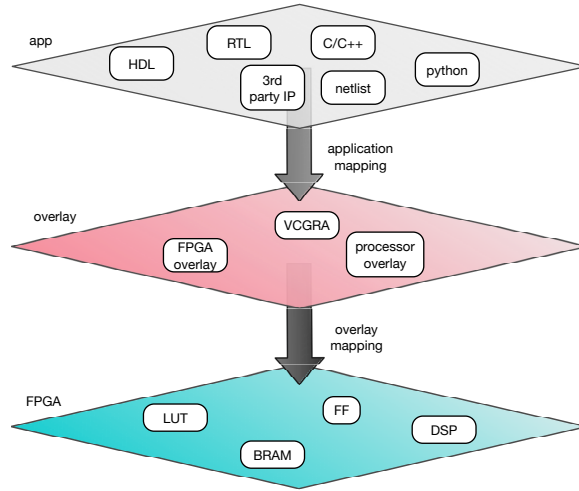 app
RTL
C/C++
HDL
python
3rd
party IP
netlist
application
mapping
overlay
VCGRA
FPGA
overlay
processor
overlay
overlay
mapping
FPGA
LUT
FF
DSP
BRAM